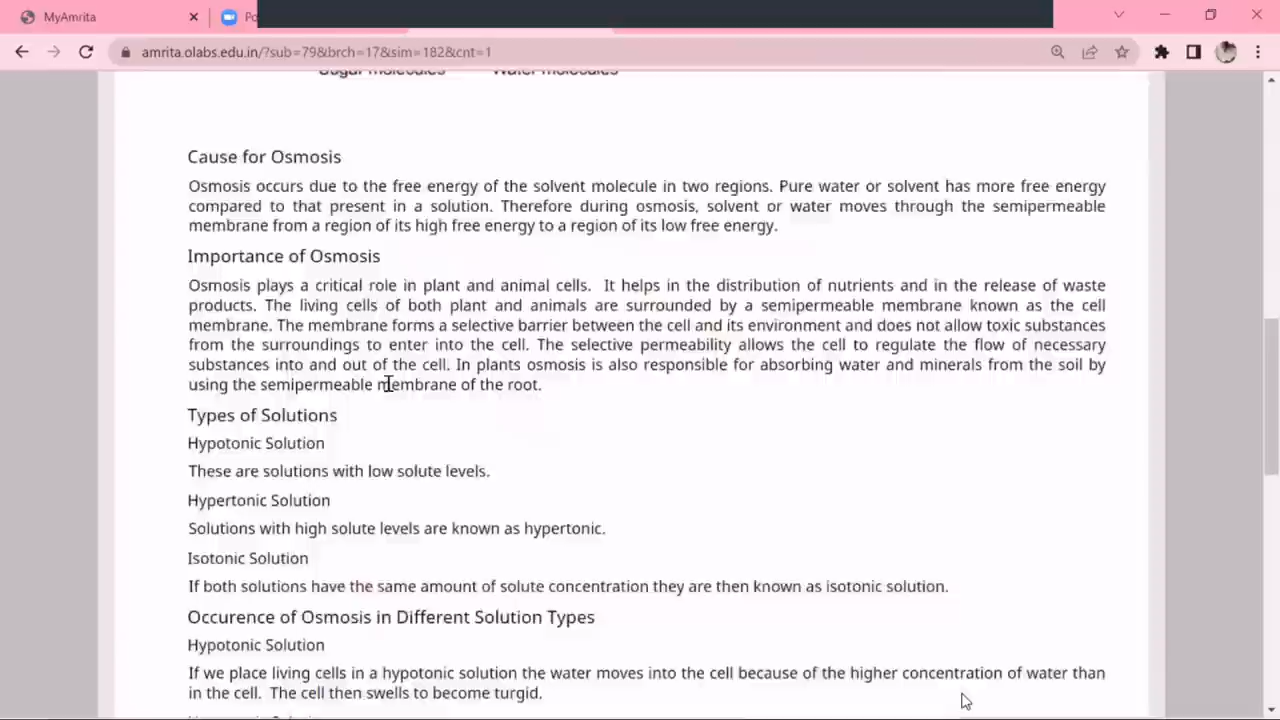 MyAmrita
Po
amrita.olabs.edu.in/?sub=79&brch=17&sim=182&cnt=1
Sugar molecules Water molecules
Cause for Osmosis
Osmosis occurs due to the free energy of the solvent molecule in two regions. Pure water or solvent has more free energy
compared to that present in a solution. Therefore during osmosis, solvent or water moves through the semipermeable
membrane from a region of its high free energy to a region of its low free energy.
Importance of Osmosis
Osmosis plays a critical role in plant and animal cells. It helps in the distribution of nutrients and in the release of waste
products. The living cells of both plant and animals are surrounded by a semipermeable membrane known as the cell
membrane. The membrane forms a selective barrier between the cell and its environment and does not allow toxic substances
from the surroundings to enter into the cell. The selective permeability allows the cell to regulate the flow of necessary
substances into and out of the cell. In plants osmosis is also responsible for absorbing water and minerals from the soil by
using the semipermeable membrane of the root.
Types of Solutions
Hypotonic Solution
These are solutions with low solute levels.
Hypertonic Solution
Solutions with high solute levels are known as hypertonic.
Isotonic Solution
If both solutions have the same amount of solute concentration they are then known as isotonic solution.
Occurence of Osmosis in Different Solution Types
Hypotonic Solution
If we place living cells in a hypotonic solution the water moves into the cell because of the higher concentration of water than
in the cell. The cell then swells to become turgid.